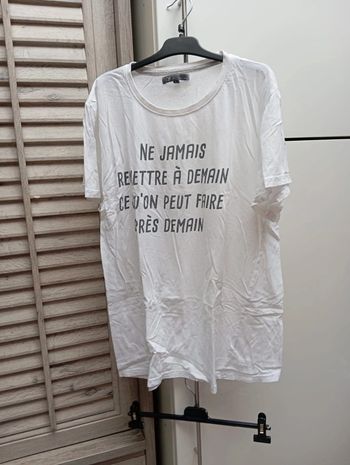 NE JAMAIS
REMETTRE À DEMAIN
CE QU'ON PEUT FAIRE
APRÈS DEMAIN